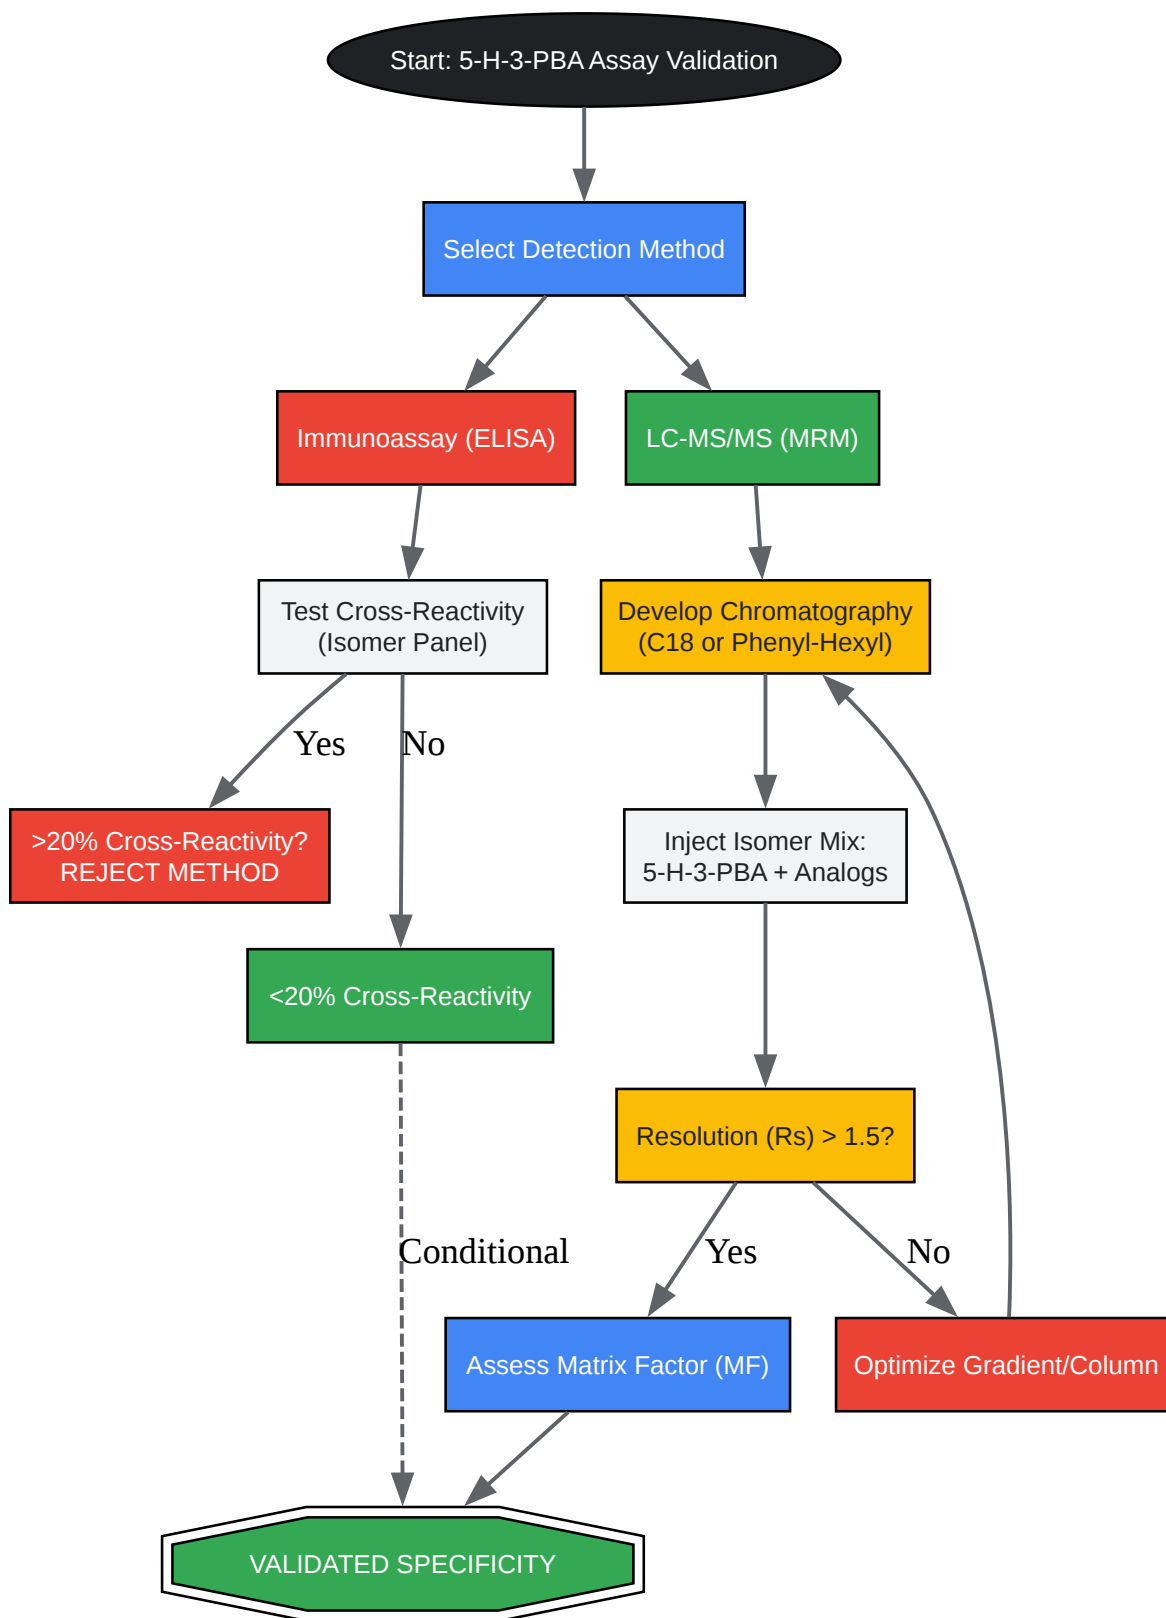 Start: 5-H-3-PBA Assay Validation
Select Detection Method
Immunoassay (ELISA)
LC-MS/MS (MRM)
Test Cross-Reactivity
(Isomer Panel)
Develop Chromatography
(C18 or Phenyl-Hexyl)
Yes
No
>20% Cross-Reactivity?
REJECT METHOD
Inject Isomer Mix:
5-H-3-PBA + Analogs
<20% Cross-Reactivity
Resolution (Rs) > 1.5?
Conditional
Yes
No
Assess Matrix Factor (MF)
Optimize Gradient/Column
VALIDATED SPECIFICITY